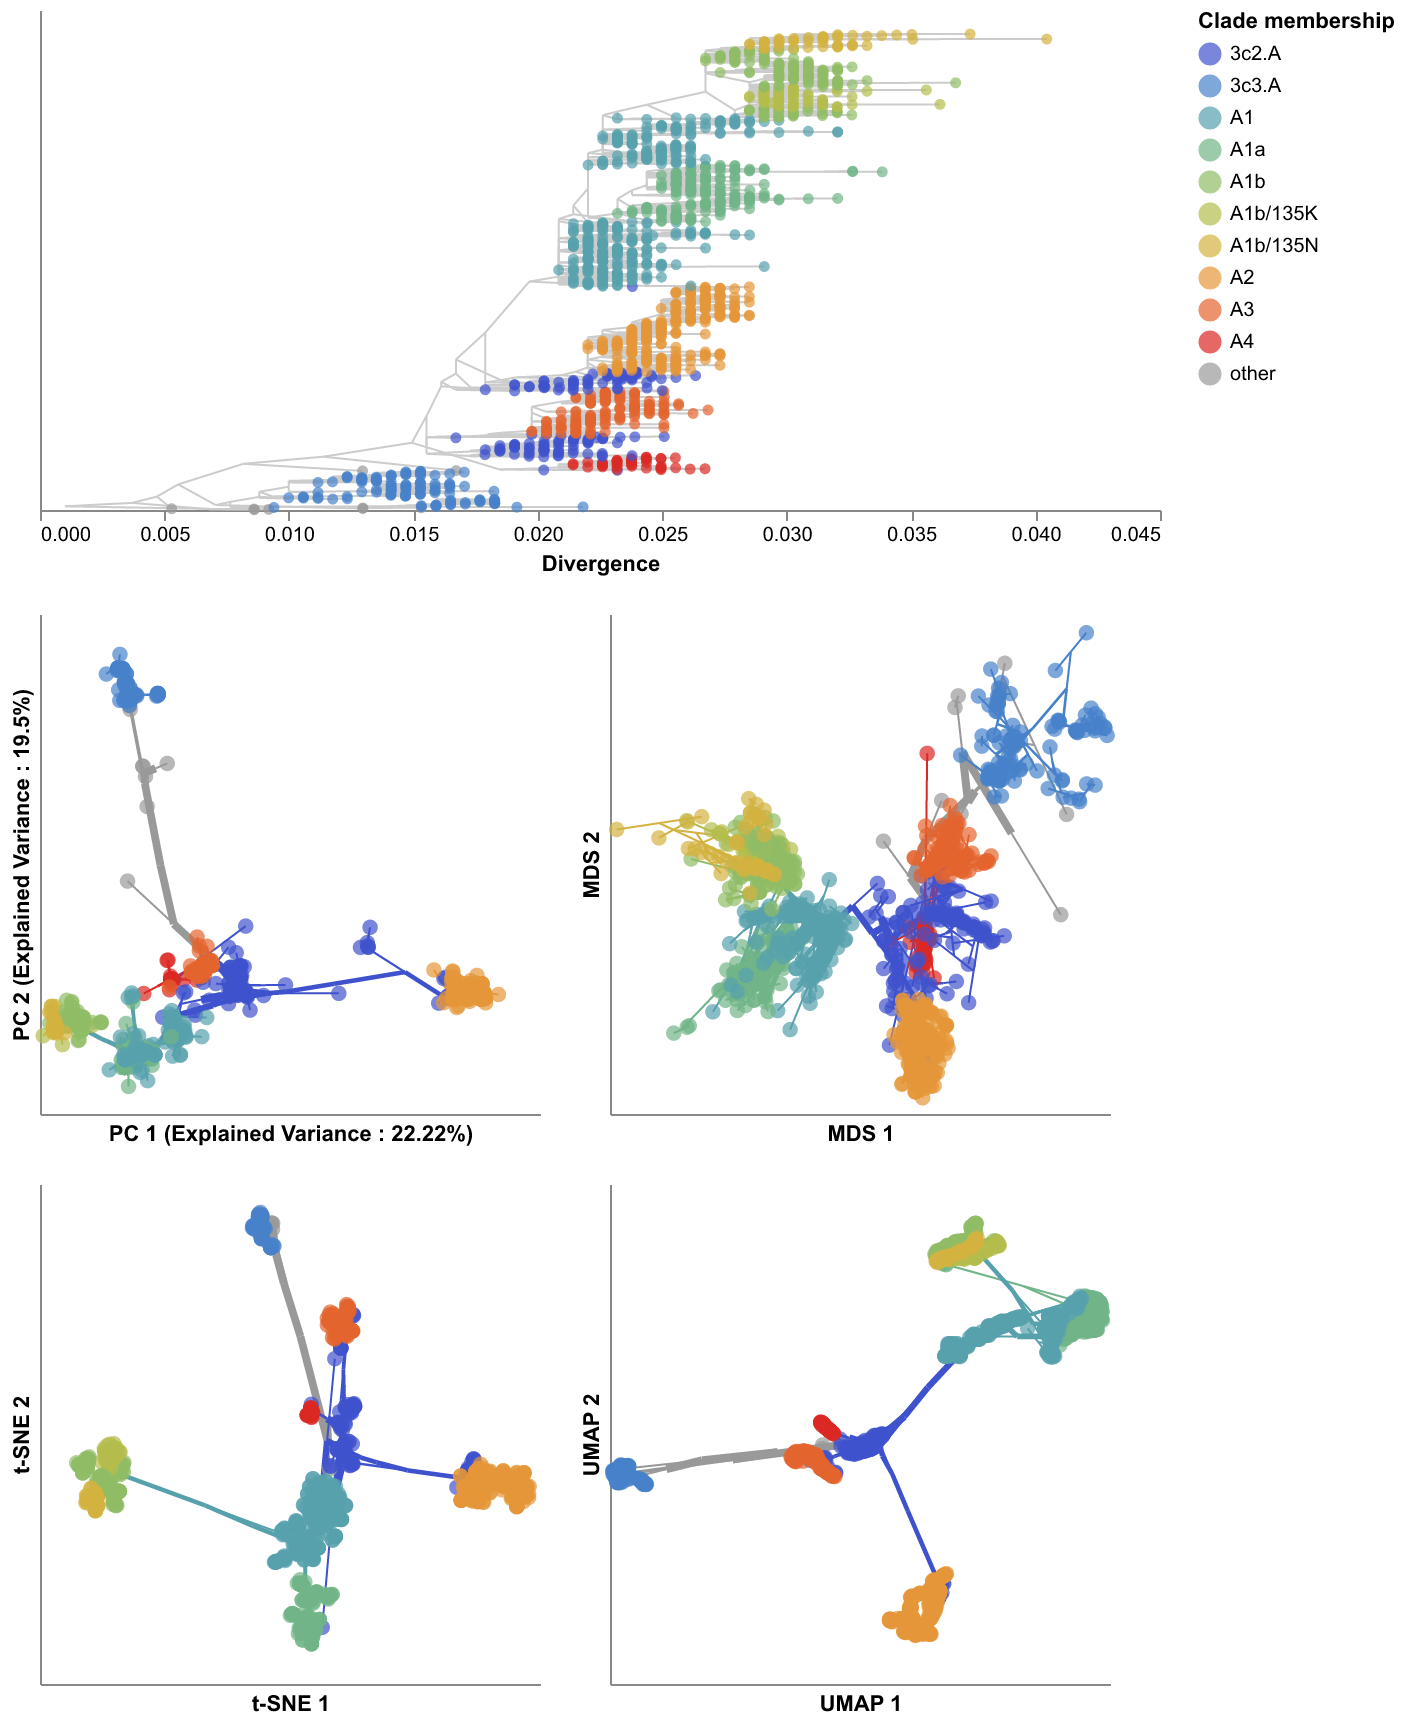 Clade membership
3c2.A
3c3.A
A1
A1a
A1b
A1b/135K
A1b/135N
A2
A3
A4
other
0.000 0.005 0.010 0.015 0.020 0.025 0.030 0.035 0.040 0.045
Divergence
PC 2 (Explained Variance : 19.5%)
PC 1 (Explained Variance : 22.22%)
MDS 2
MDS 1
t-SNE 2
t-SNE 1
UMAP 2
UMAP 1